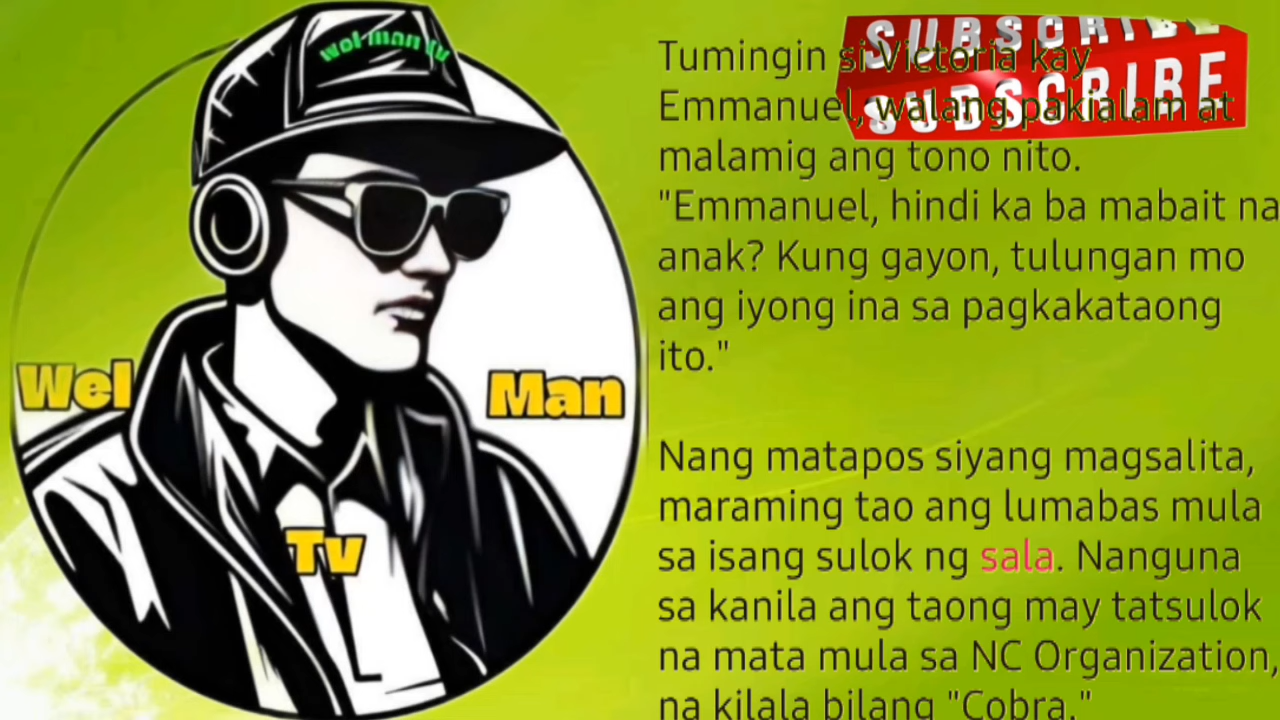 wel man tv
Wel
Man
Tv
SUBSCRIBE
SUBSCRIBE
Tumingin si Victoria kay
Emmanuel, walang pakialam at
malamig ang tono nito.
"Emmanuel, hindi ka ba mabait na
anak? Kung gayon, tulungan mo
ang iyong ina sa pagkakataong
ito."
Nang matapos siyang magsalita,
maraming tao ang lumabas mula
sa isang sulok ng sala. Nanguna
sa kanila ang taong may tatsulok
na mata mula sa NC Organization,
na kilala bilang "Cobra."